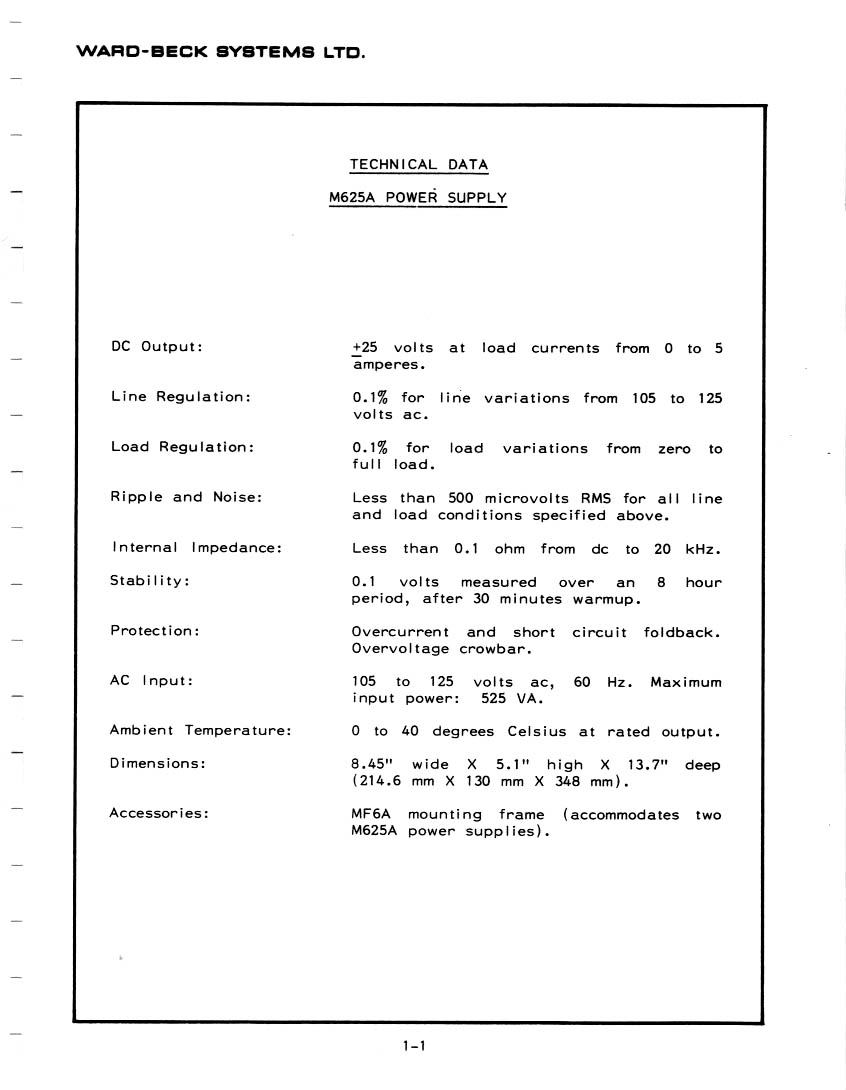 WARD-BECK SYSTEMS LTD.
TECHNICAL DATA
M625A POWER SUPPLY
DC Output: ±25 volts at load currents from 0 to 5
amperes.
Line Regulation: 0.1% for line variations from 105 to 125
volts ac.
Load Regulation: 0.1% for load variations from zero to
full load.
Ripple and Noise: Less than 500 microvolts RMS for all line
and load conditions specified above.
Internal Impedance: Less than 0.1 ohm from dc to 20 kHz.
Stability: 0.1 volts measured over an 8 hour
period, after 30 minutes warmup.
Protection: Overcurrent and short circuit foldback.
Overvoltage crowbar.
AC Input: 105 to 125 volts ac, 60 Hz. Maximum
input power: 525 VA.
Ambient Temperature: 0 to 40 degrees Celsius at rated output.
Dimensions: 8.45" wide X 5.1" high X 13.7" deep
(214.6 mm X 130 mm X 348 mm).
Accessories: MF6A mounting frame (accommodates two
M625A power supplies).
1-1